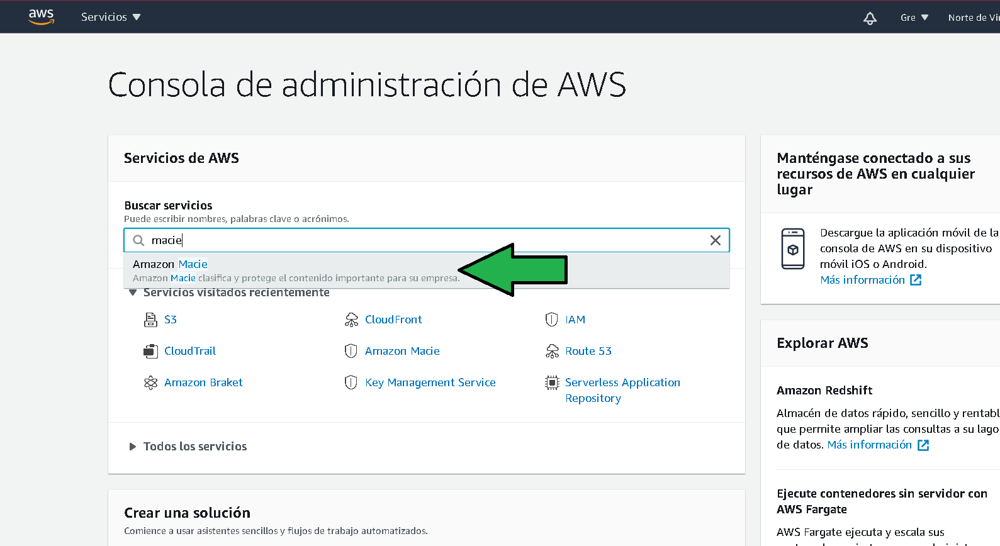 aws
Servicios
Gre
Norte de
Consola de administración de AWS
Servicios de AWS
Buscar servicios
Puede escribir nombres, palabras clave o acrónimos.
macie
Amazon Macie
Amazon Macie clasifica y protege el contenido importante para su empresa.
Servicios visitados recientemente
S3
CloudFront
IAM
CloudTrail
Amazon Macie
Route 53
Amazon Braket
Key Management Service
Serverless Application
Repository
Todos los servicios
Crear una solución
Comience a usar asistentes sencillos y flujos de trabajo automatizados.
Manténgase conectado a sus
recursos de AWS en cualquier
lugar
Descargue la aplicación móvil de la
consola de AWS en su dispositivo
móvil iOS o Android.
Más información
Explorar AWS
Amazon Redshift
Almacén de datos rápido, sencillo y rentabl
que permite ampliar las consultas a su lago
de datos. Más información
Ejecute contenedores sin servidor con
AWS Fargate
AWS Fargate ejecuta y escala sus